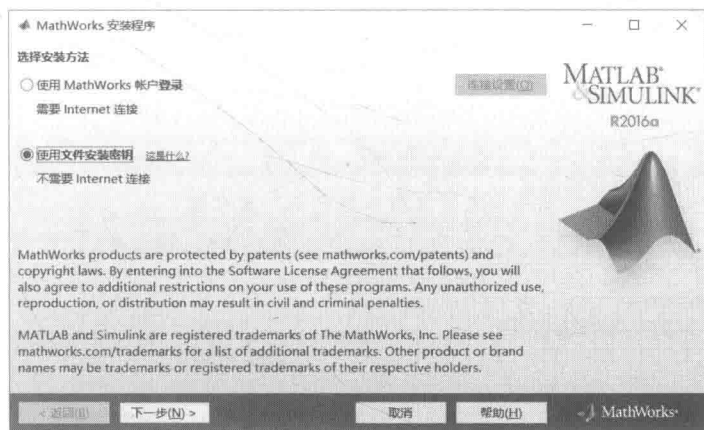 MathWorks 安装程序
选择安装方法
使用 MathWorks 帐户登录
连接设置(O)
需要 Internet 连接
使用文件安装密钥 这是什么?
不需要 Internet 连接
MATLAB®
&SIMULINK®
R2016a
MathWorks products are protected by patents (see mathworks.com/patents) and
copyright laws. By entering into the Software License Agreement that follows, you will
also agree to additional restrictions on your use of these programs. Any unauthorized use,
reproduction, or distribution may result in civil and criminal penalties.
MATLAB and Simulink are registered trademarks of The MathWorks, Inc. Please see
mathworks.com/trademarks for a list of additional trademarks. Other product or brand
names may be trademarks or registered trademarks of their respective holders.
< 返回(B) 下一步(N) > 取消 帮助(H) MathWorks®